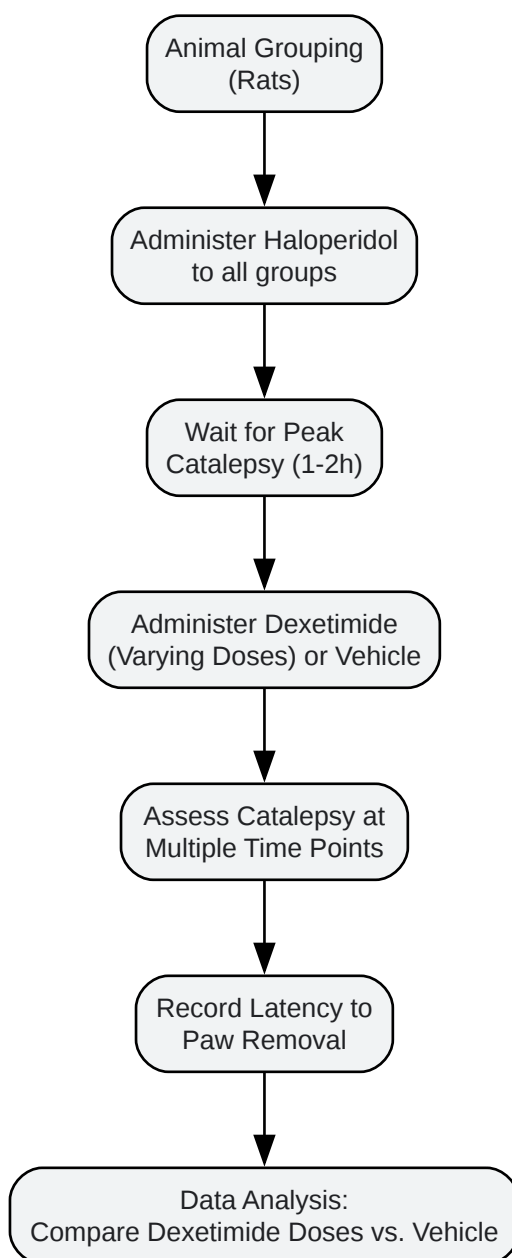 Animal Grouping
(Rats)
Administer Haloperidol
to all groups
Wait for Peak
Catalepsy (1-2h)
Administer Dexetimide
(Varying Doses) or Vehicle
Assess Catalepsy at
Multiple Time Points
Record Latency to
Paw Removal
Data Analysis:
Compare Dexetimide Doses vs. Vehicle